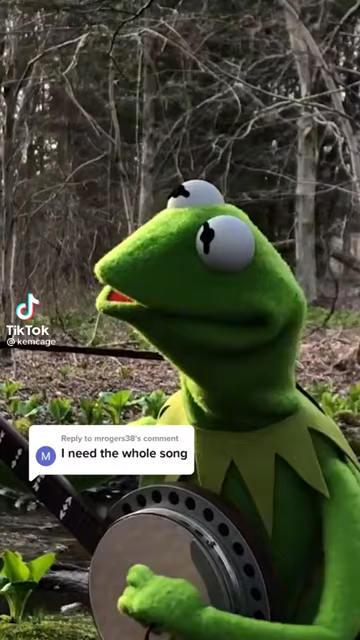 TikTok
@ kemcage
Reply to mrogers38's comment
M
I need the whole song